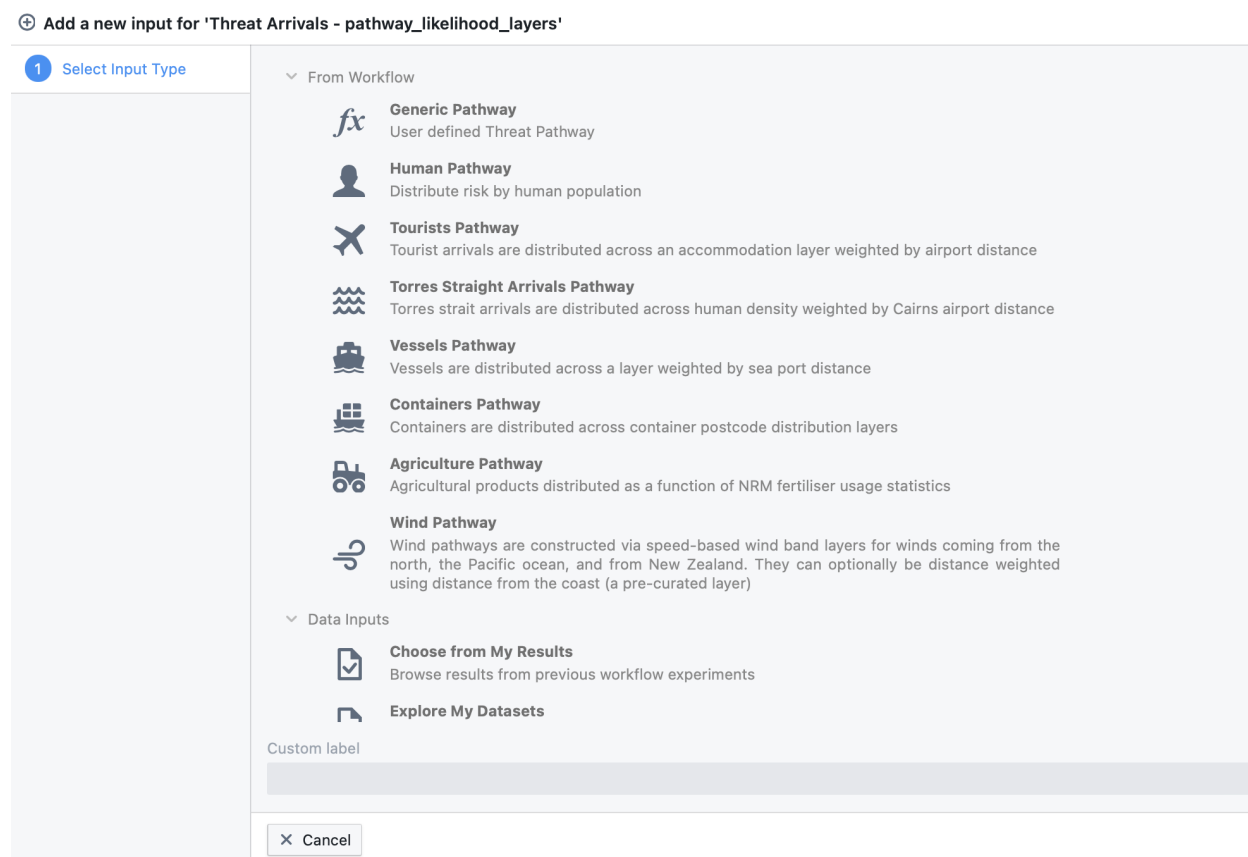 Add a new input for 'Threat Arrivals - pathway_likelihood_layers'
1 Select Input Type
From Workflow
fx
Generic Pathway
User defined Threat Pathway
Human Pathway
Distribute risk by human population
Tourists Pathway
Tourist arrivals are distributed across an accommodation layer weighted by airport distance
Torres Straight Arrivals Pathway
Torres strait arrivals are distributed across human density weighted by Cairns airport distance
Vessels Pathway
Vessels are distributed across a layer weighted by sea port distance
Containers Pathway
Containers are distributed across container postcode distribution layers
Agriculture Pathway
Agricultural products distributed as a function of NRM fertiliser usage statistics
Wind Pathway
Wind pathways are constructed via speed-based wind band layers for winds coming from the
north, the Pacific ocean, and from New Zealand. They can optionally be distance weighted
using distance from the coast (a pre-curated layer)
Data Inputs
Choose from My Results
Browse results from previous workflow experiments
Explore My Datasets
Custom label
Cancel